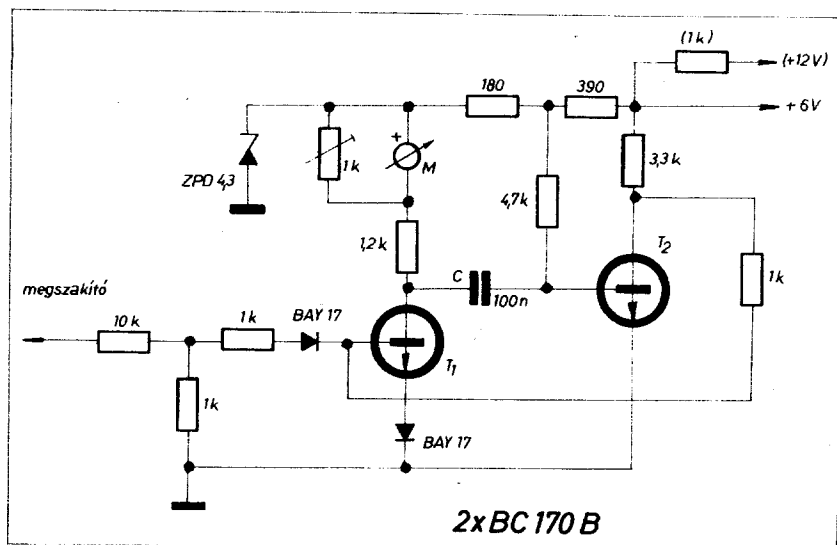 (1k)
(+12V)
180
390
+6V
+
1k
M
ZPD 4,3
3,3k
4,7k
1,2k
T2
1k
C
100n
megszakító
BAY 17
10k
1k
T1
1k
BAY 17
2xBC 170 B